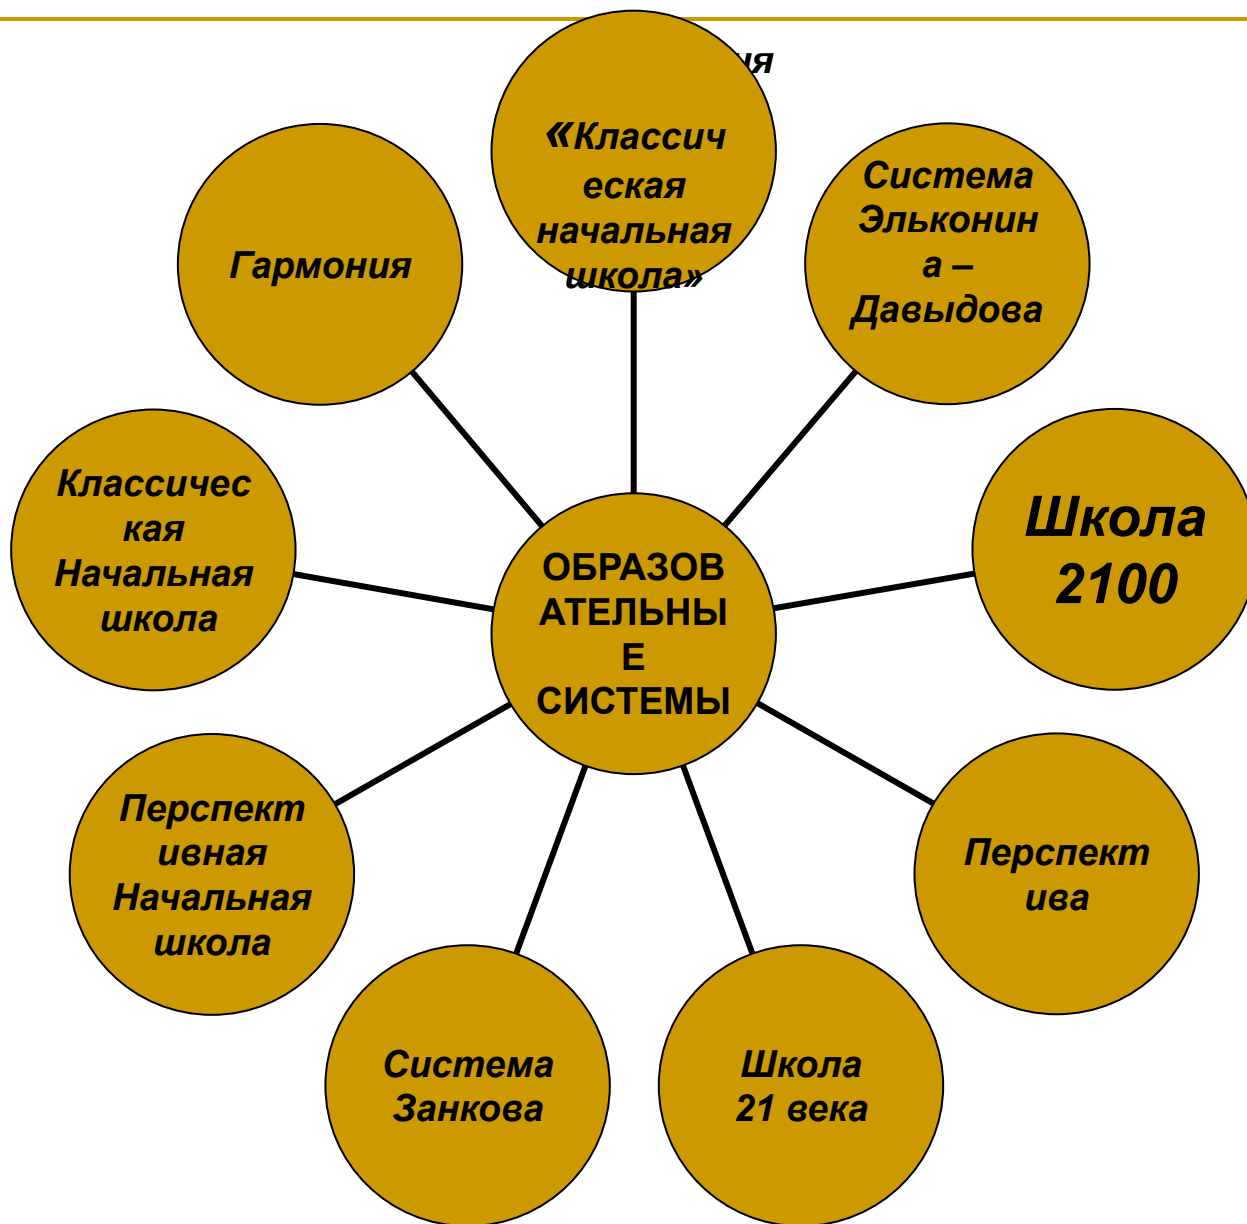 «Классич
еская
начальная
школа»
Система
Эльконин
а –
Давыдова
Школа
2100
Перспект
ива
Школа
21 века
Система
Занкова
Перспект
ивная
Начальная
школа
Классичес
кая
Начальная
школа
Гармония
ОБРАЗОВ
АТЕЛЬНЫ
Е
СИСТЕМЫ